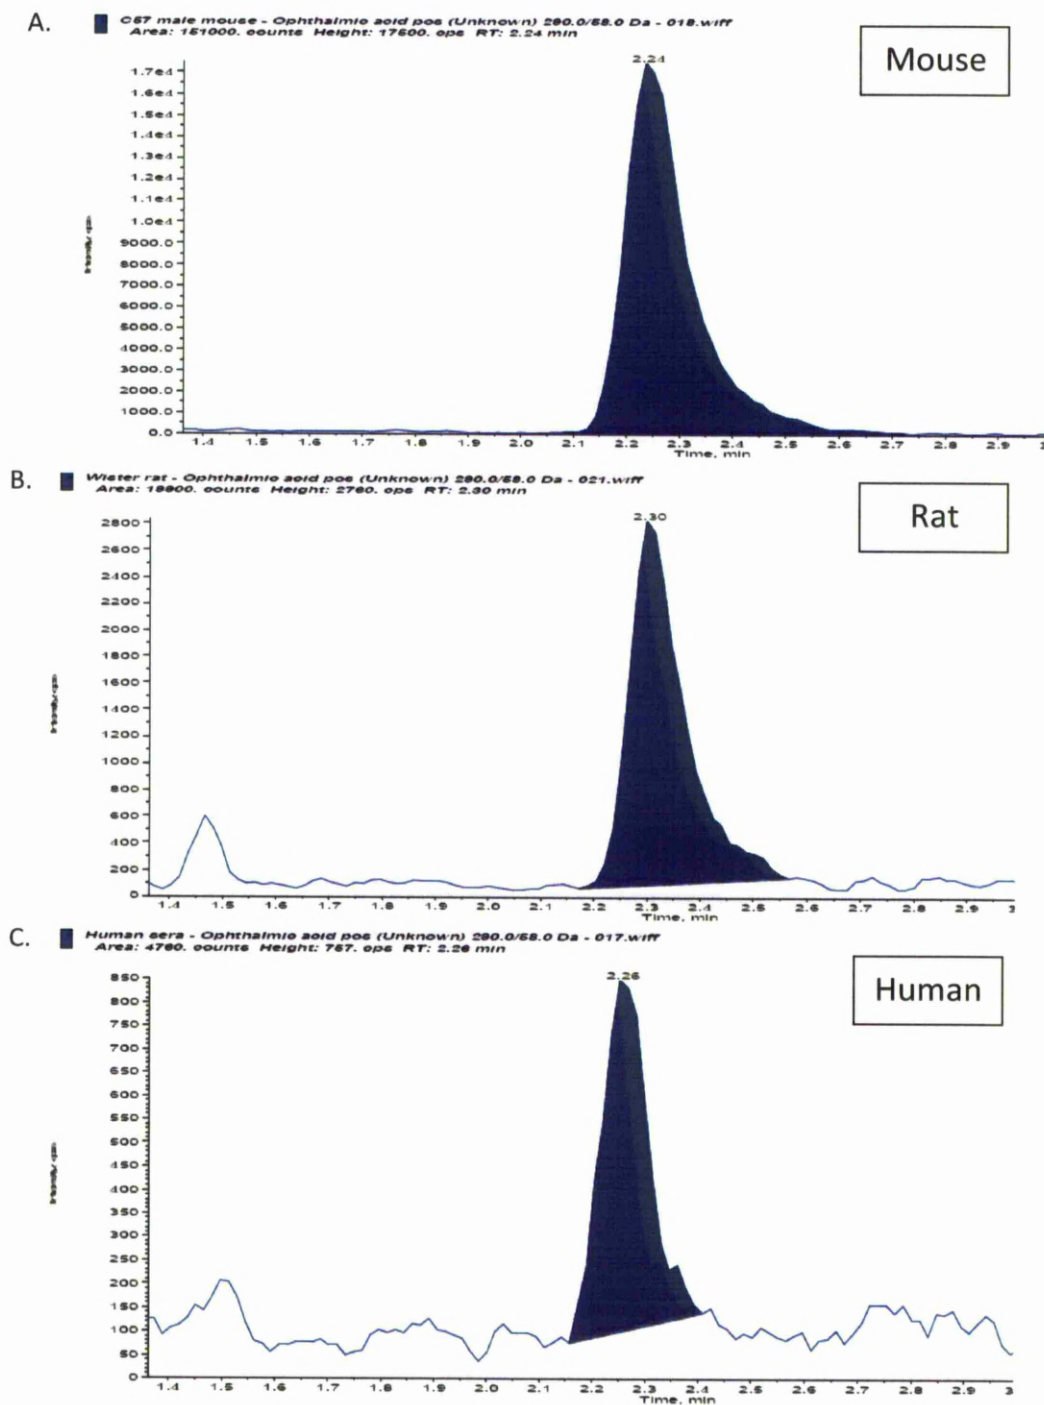 A.
C57 male mouse - Ophthalmic acid pos (Unknown) 290.0/58.0 Da - 018.wiff
Area: 151000. counts Height: 17500. cps RT: 2.24 min
Mouse
2.24
1.7e4
1.6e4
1.5e4
1.4e4
1.3e4
1.2e4
1.1e4
1.0e4
9000.0
8000.0
7000.0
6000.0
5000.0
4000.0
3000.0
2000.0
1000.0
0.0
1.4 1.5 1.6 1.7 1.8 1.9 2.0 2.1 2.2 2.3 2.4 2.5 2.6 2.7 2.8 2.9
Time, min
B.
Wister rat - Ophthalmic acid pos (Unknown) 290.0/58.0 Da - 021.wiff
Area: 18900. counts Height: 2760. cps RT: 2.30 min
Rat
2.30
2800
2600
2400
2200
2000
1800
1600
1400
1200
1000
800
600
400
200
0
1.4 1.5 1.6 1.7 1.8 1.9 2.0 2.1 2.2 2.3 2.4 2.5 2.6 2.7 2.8 2.9
Time, min
C.
Human sera - Ophthalmic acid pos (Unknown) 290.0/58.0 Da - 017.wiff
Area: 4760. counts Height: 757. cps RT: 2.26 min
Human
2.26
850
800
750
700
650
600
550
500
450
400
350
300
250
200
150
100
50
0
1.4 1.5 1.6 1.7 1.8 1.9 2.0 2.1 2.2 2.3 2.4 2.5 2.6 2.7 2.8 2.9
Time, min